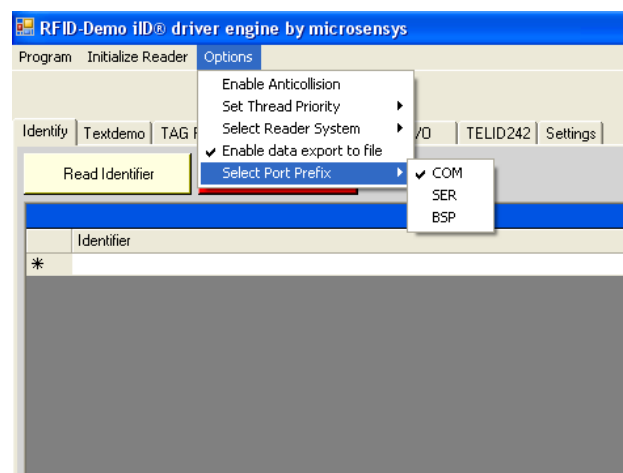 RFID-Demo iID® driver engine by microsensys
Program Initialize Reader Options
Enable Anticollision
Set Thread Priority
Select Reader System
Enable data export to file
Select Port Prefix
COM
SER
BSP
Identify Textdemo TAG /O TELID242 Settings
Read Identifier
Identifier
*